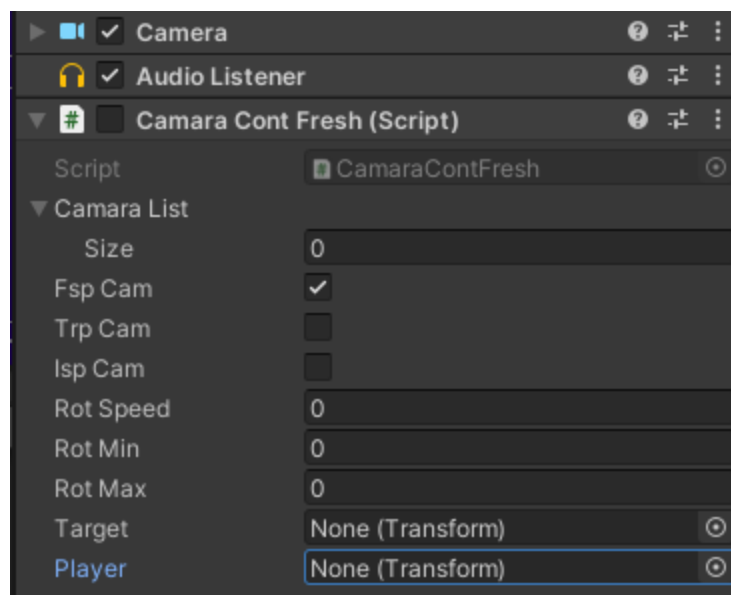 Camera
Audio Listener
# Camara Cont Fresh (Script)
Script CamaraContFresh
Camara List
Size 0
Fsp Cam
Trp Cam
Isp Cam
Rot Speed 0
Rot Min 0
Rot Max 0
Target None (Transform)
Player None (Transform)